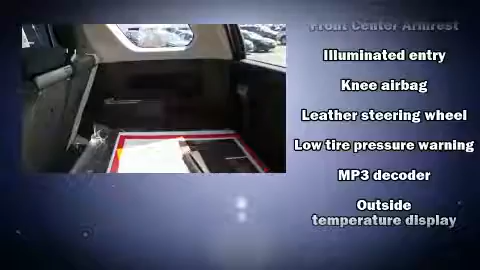 Front Center Armrest
Illuminated entry
Knee airbag
Leather steering wheel
Low tire pressure warning
MP3 decoder
Outside
temperature display